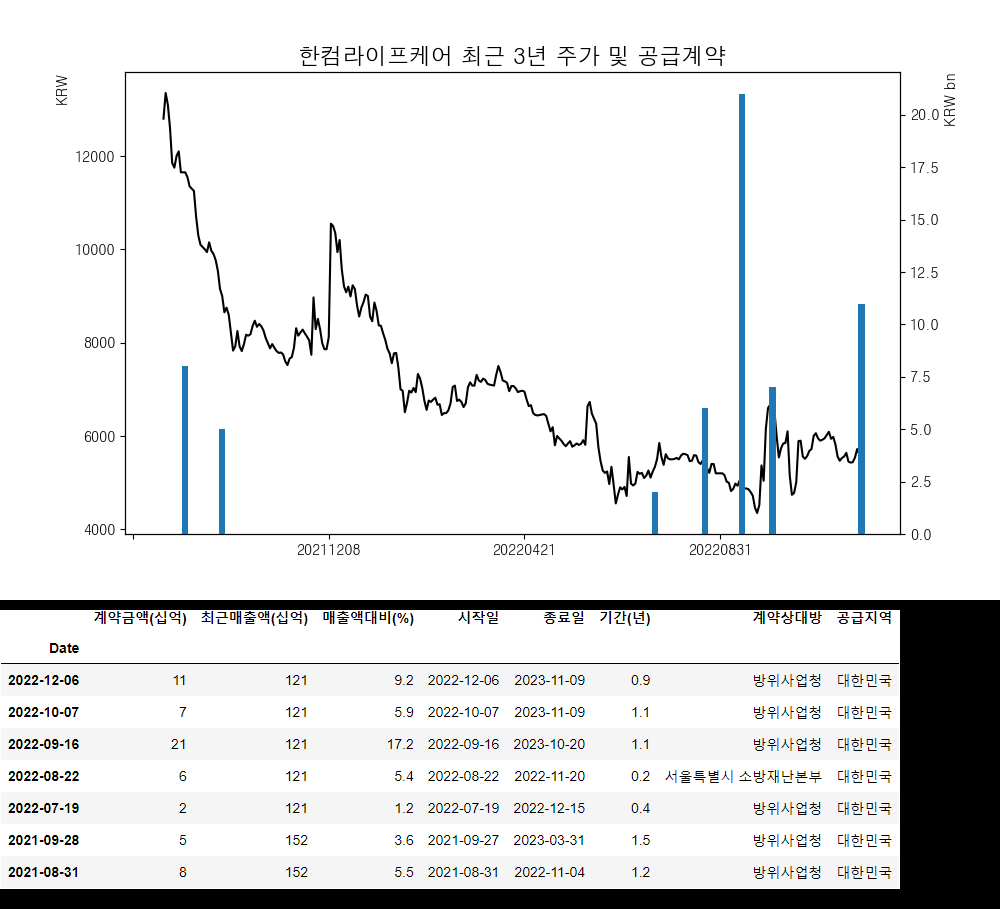 한컴라이프케어 최근 3년 주가 및 공급계약
KRW
KRW bn
12000
10000
8000
6000
4000
20.0
17.5
15.0
12.5
10.0
7.5
5.0
2.5
0.0
20211208 20220421 20220831
계약금액(십억) 최근매출액(십억) 매출액대비(%) 시작일 종료일 기간(년) 계약상대방 공급지역
Date
2022-12-06 11 121 9.2 2022-12-06 2023-11-09 0.9 방위사업청 대한민국
2022-10-07 7 121 5.9 2022-10-07 2023-11-09 1.1 방위사업청 대한민국
2022-09-16 21 121 17.2 2022-09-16 2023-10-20 1.1 방위사업청 대한민국
2022-08-22 6 121 5.4 2022-08-22 2022-11-20 0.2 서울특별시 소방재난본부 대한민국
2022-07-19 2 121 1.2 2022-07-19 2022-12-15 0.4 방위사업청 대한민국
2021-09-28 5 152 3.6 2021-09-27 2023-03-31 1.5 방위사업청 대한민국
2021-08-31 8 152 5.5 2021-08-31 2022-11-04 1.2 방위사업청 대한민국